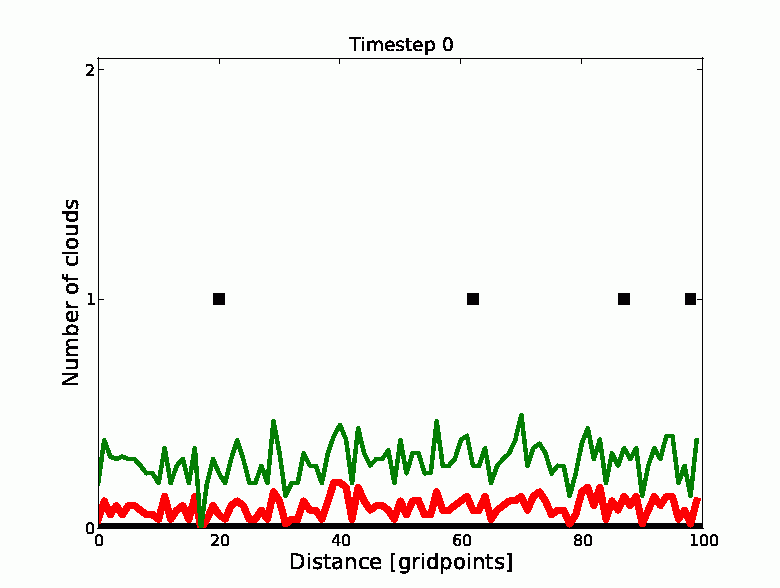 Timestep 0
2
1
0
Number of clouds
0 20 40 60 80 100
Distance [gridpoints]